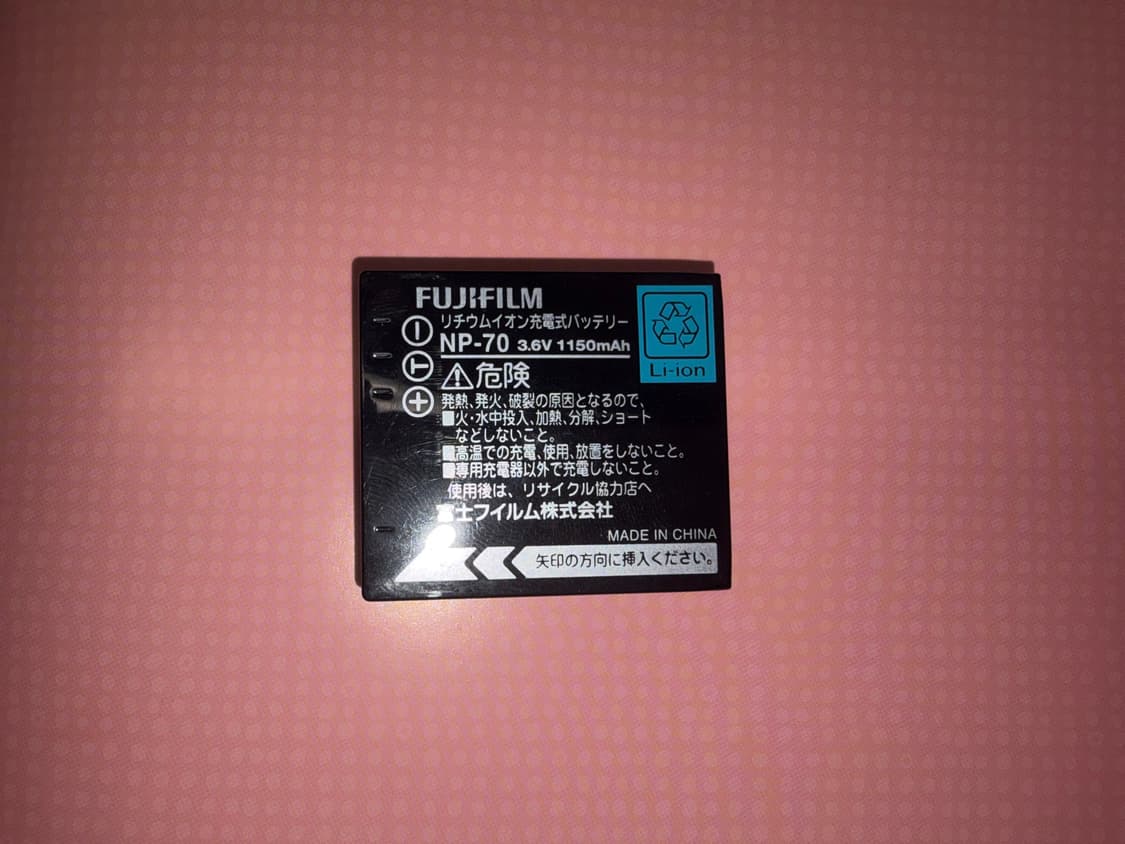 FUJIFILM
リチウムイオン充電式バッテリー
NP-70 3.6V 1150mAh
危険
発熱、発火、破裂の原因となるので、
■火・水中投入、加熱、分解、ショート
などしないこと。
■高温での充電、使用、放置をしないこと。
■専用充電器以外で充電しないこと。
使用後は、リサイクル協力店へ
富士フイルム株式会社
MADE IN CHINA
矢印の方向に挿入ください。
Li-ion
T